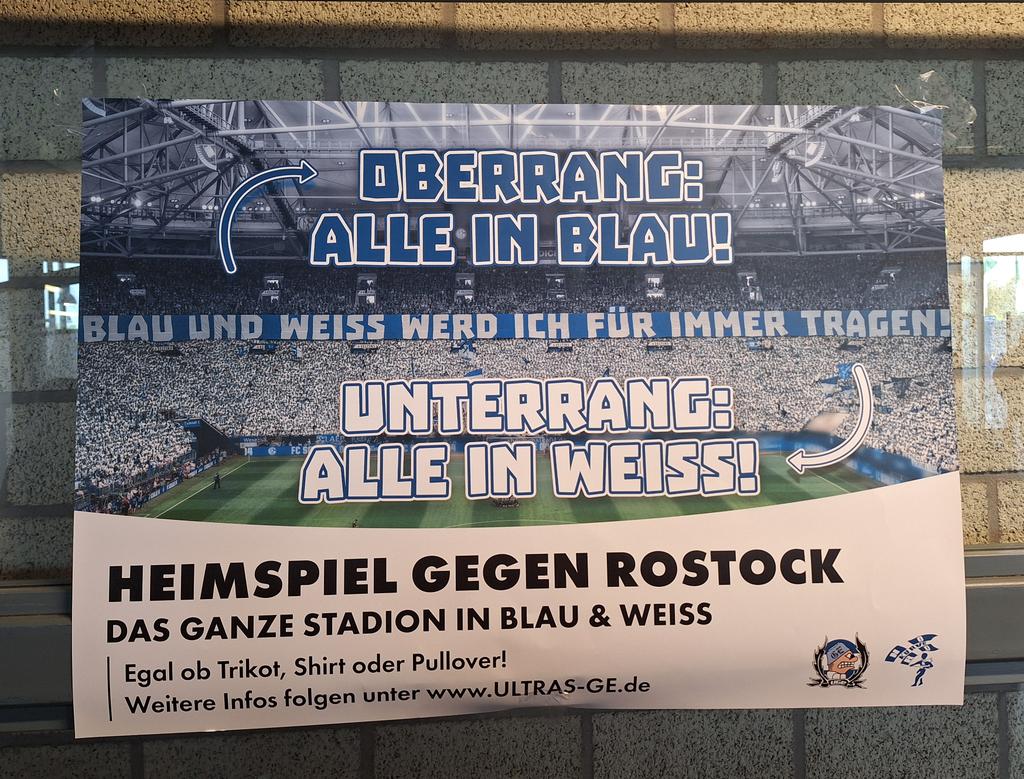 OBERRANG:
ALLE IN BLAU!
BLAU UND WEISS WERD ICH FÜR IMMER TRAGEN!
UNTERRANG:
ALLE IN WEISS!
HEIMSPIEL GEGEN ROSTOCK
DAS GANZE STADION IN BLAU & WEISS
Egal ob Trikot, Shirt oder Pullover!
Weitere Infos folgen unter www.ULTRAS-GE.de